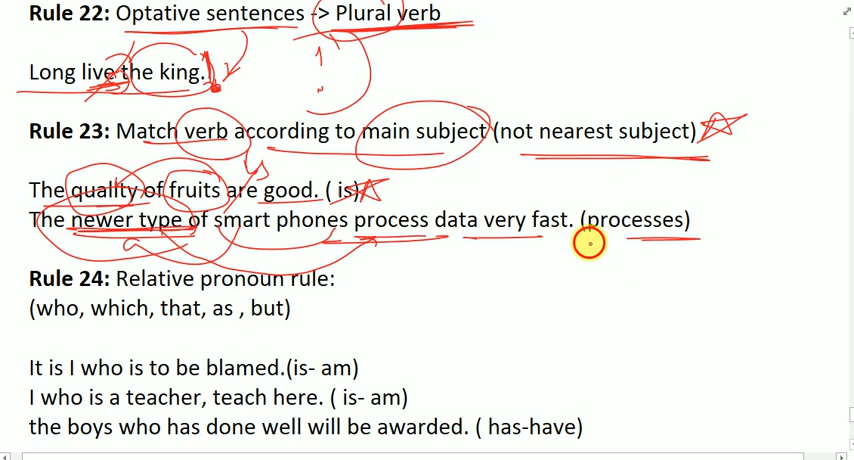 Rule 22: Optative sentences -> Plural verb
Long live the king.
Rule 23: Match verb according to main subject (not nearest subject)
The quality of fruits are good. ( is)
The newer type of smart phones process data very fast. (processes)
Rule 24: Relative pronoun rule:
(who, which, that, as , but)
It is I who is to be blamed.(is- am)
I who is a teacher, teach here. ( is- am)
the boys who has done well will be awarded. ( has-have)